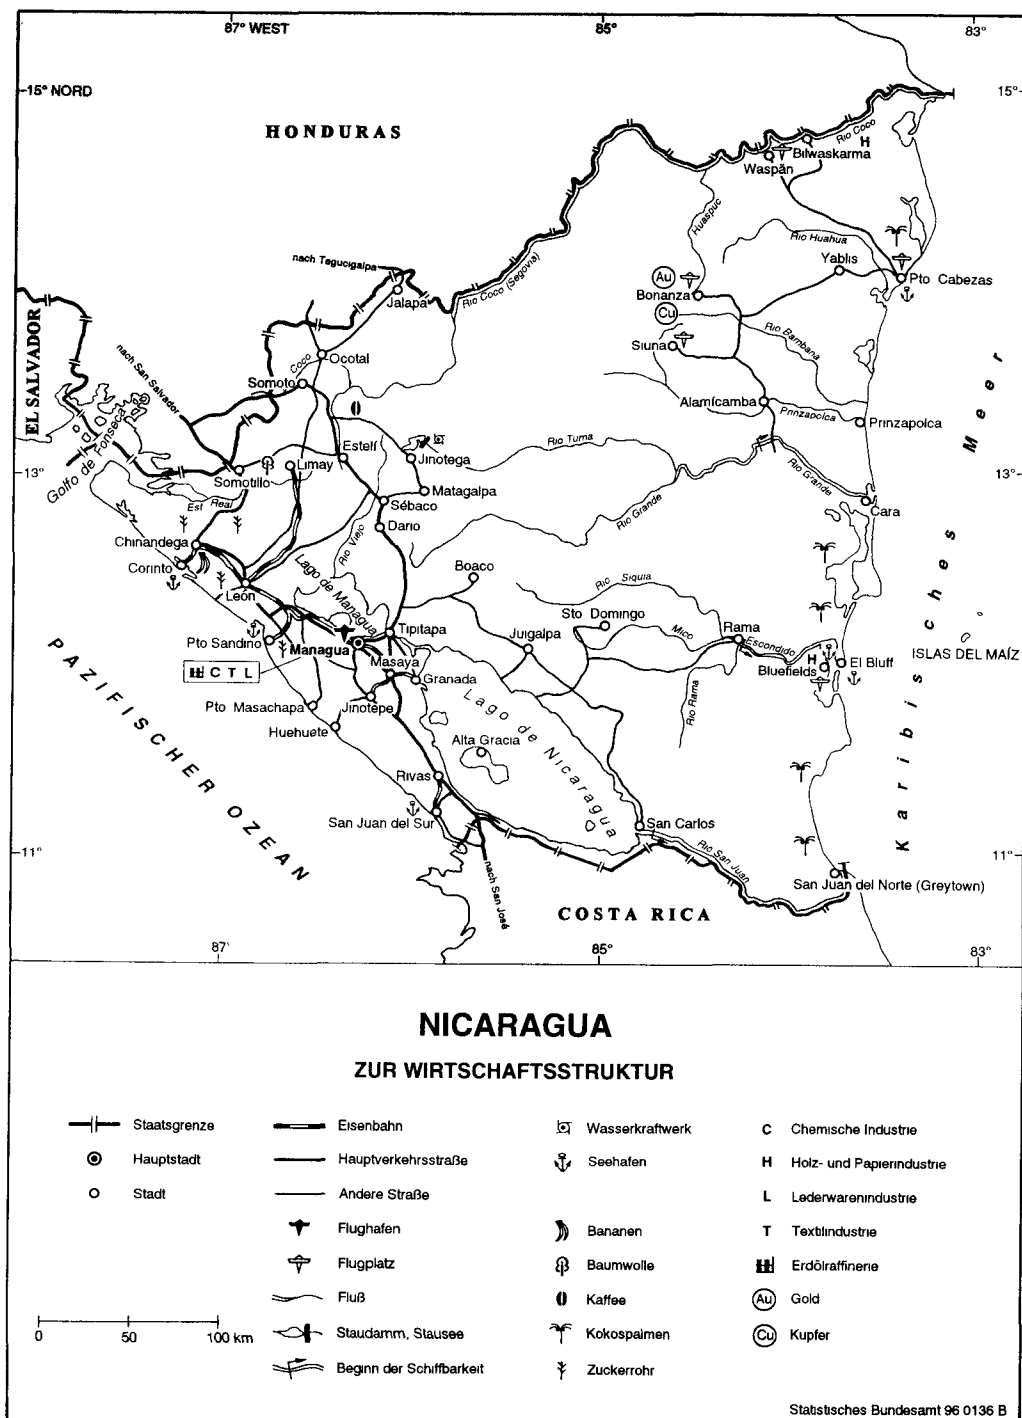 87° WEST
85°
83°
15° NORD
15°
HONDURAS
Rio Coco
H
Bilwaskarma
Waspán
Huaspuc
Rio Huahua
Yablis
Pto Cabezas
nach Tegucigalpa
Jalapa
Rio Coco (Segovia)
Au
Bonanza
Cu
Siuna
Rio Bambana
EL SALVADOR
nach San Salvador
Coco
Ocotal
Somoto
Alamícamba
Prinzapolca
Prinzapolca
Golfo de Fonseca
Estelí
Jinotega
Rio Tuma
13°
13°
Somotillo
Limay
Matagalpa
Sébaco
Est Real
Dario
Rio Viejo
Rio Grande
Rio Grande
Cara
Chinandega
Corinto
León
Lago de Managua
Boaco
Rio Siquia
Sto Domingo
Mico
Rama
Escondido
Pto Sandino
Managua
Tipitapa
Juigalpa
Masaya
Granada
C T L
H
Bluefields
El Bluff
ISLAS DEL MAÍZ
Pto Masachapa
Jinotepe
Huehuete
Rio Rama
Alta Gracia
Lago de Nicaragua
Rivas
San Juan del Sur
San Carlos
Rio San Juan
PAZIFISCHER OZEAN
Karibisches Meer
11°
11°
nach San José
San Juan del Norte (Greytown)
COSTA RICA
87°
85°
83°
NICARAGUA
ZUR WIRTSCHAFTSSTRUKTUR
Staatsgrenze
Hauptstadt
Stadt
0 50 100 km
Eisenbahn
Hauptverkehrsstraße
Andere Straße
Flughafen
Flugplatz
Fluß
Staudamm, Stausee
Beginn der Schiffbarkeit
Wasserkraftwerk
Seehafen
Bananen
Baumwolle
Kaffee
Kokospalmen
Zuckerrohr
C Chemische Industrie
H Holz- und Papierindustrie
L Lederwarenindustrie
T Textilindustrie
Erdölraffinerie
Au Gold
Cu Kupfer
Statistisches Bundesamt 96 0136 B